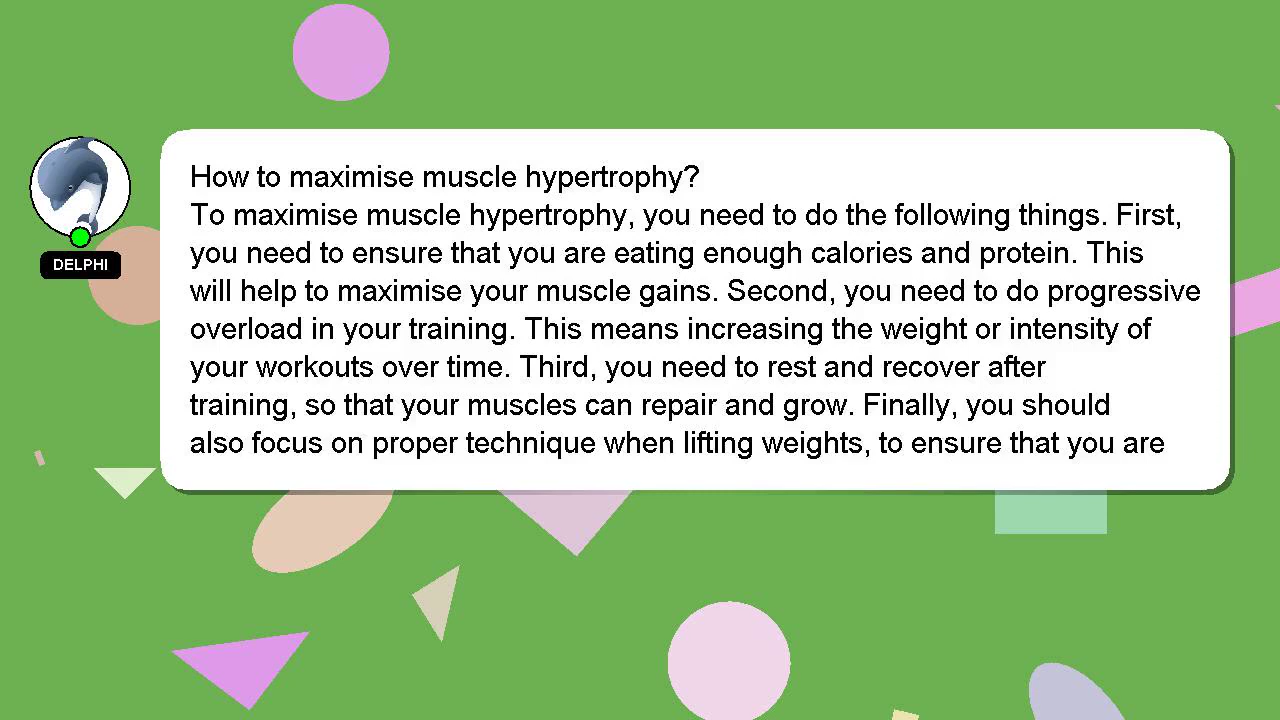 How to maximise muscle hypertrophy?
To maximise muscle hypertrophy, you need to do the following things. First,
you need to ensure that you are eating enough calories and protein. This
will help to maximise your muscle gains. Second, you need to do progressive
overload in your training. This means increasing the weight or intensity of
your workouts over time. Third, you need to rest and recover after
training, so that your muscles can repair and grow. Finally, you should
also focus on proper technique when lifting weights, to ensure that you are
DELPHI